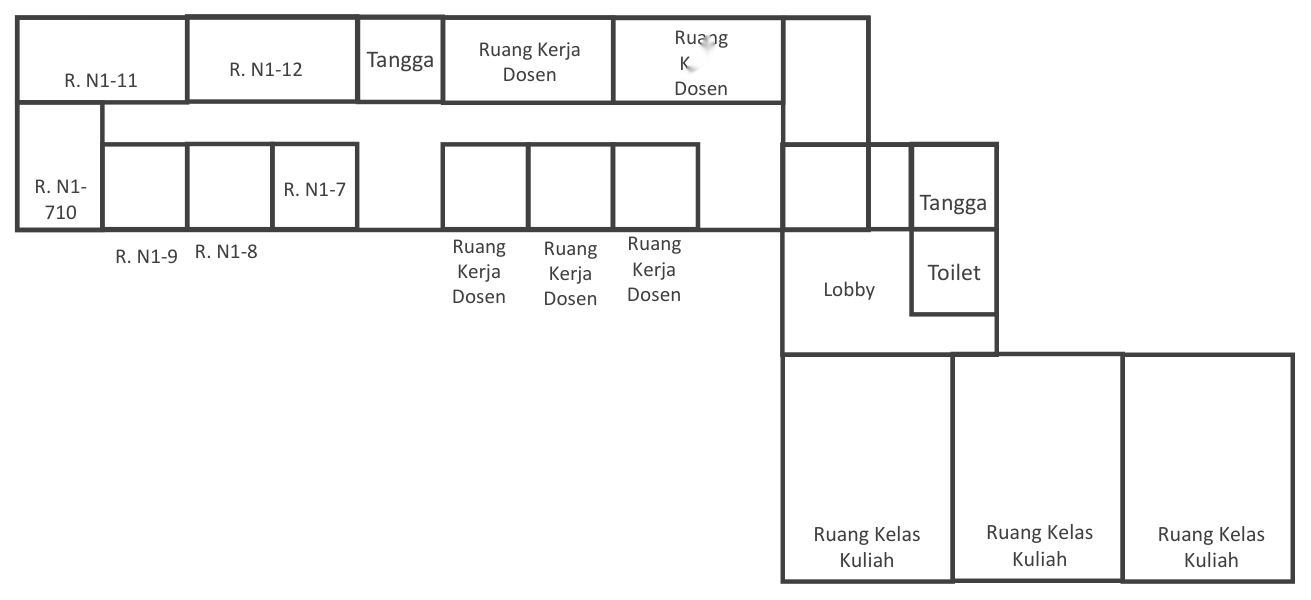 R. N1-11
R. N1-12
Tangga
Ruang Kerja
Dosen
Ruang
K
Dosen
R. N1-
710
R. N1-7
Tangga
R. N1-9
R. N1-8
Ruang
Kerja
Dosen
Ruang
Kerja
Dosen
Ruang
Kerja
Dosen
Lobby
Toilet
Ruang Kelas
Kuliah
Ruang Kelas
Kuliah
Ruang Kelas
Kuliah